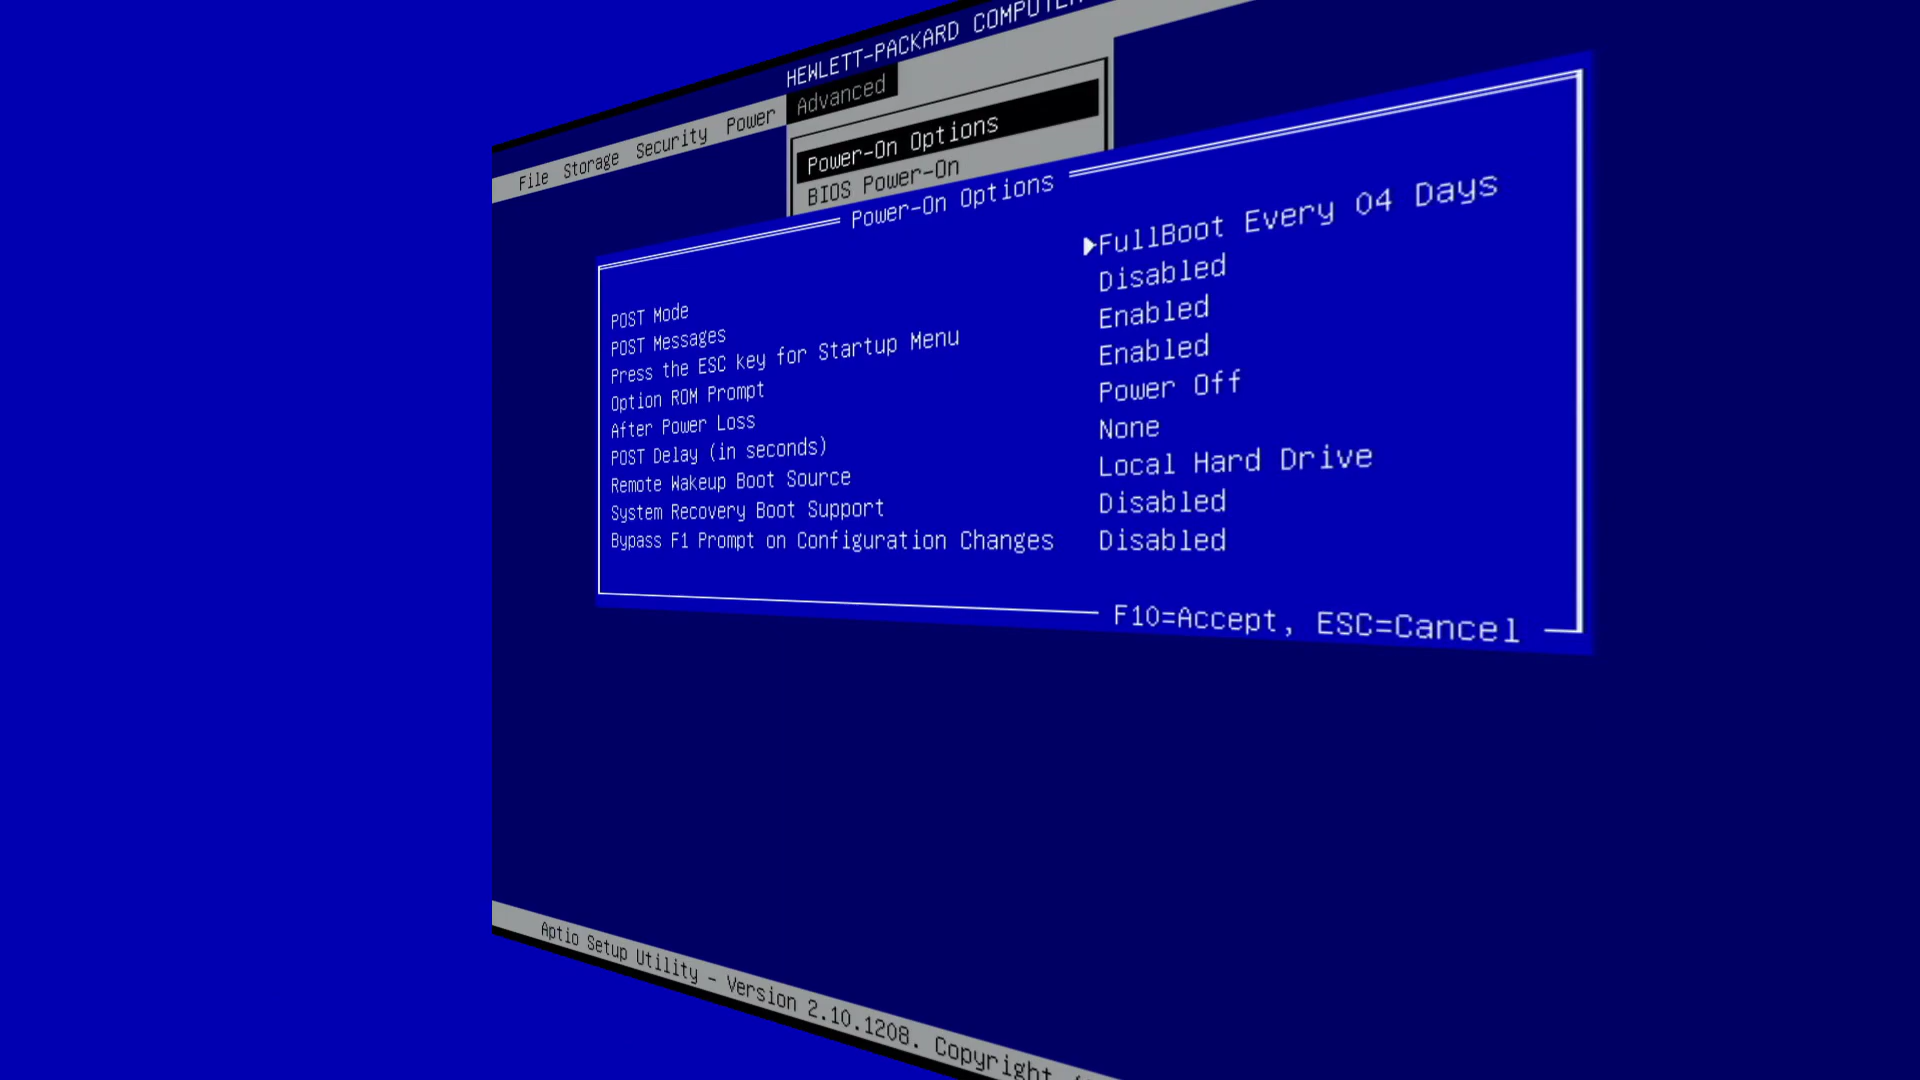 HEWLETT-PACKARD
File Storage Security Power Advanced
Power-On Options
BIOS Power-On
Power-On Options
POST Mode ▶FullBoot Every 04 Days
POST Messages Disabled
Press the ESC key for Startup Menu Enabled
Option ROM Prompt Enabled
After Power Loss Power Off
POST Delay (in seconds) None
Remote Wakeup Boot Source Local Hard Drive
System Recovery Boot Support Disabled
Bypass F1 Prompt on Configuration Changes Disabled
F10=Accept, ESC=Cancel
Aptio Setup Utility – Version 2.10.1208. Copyright